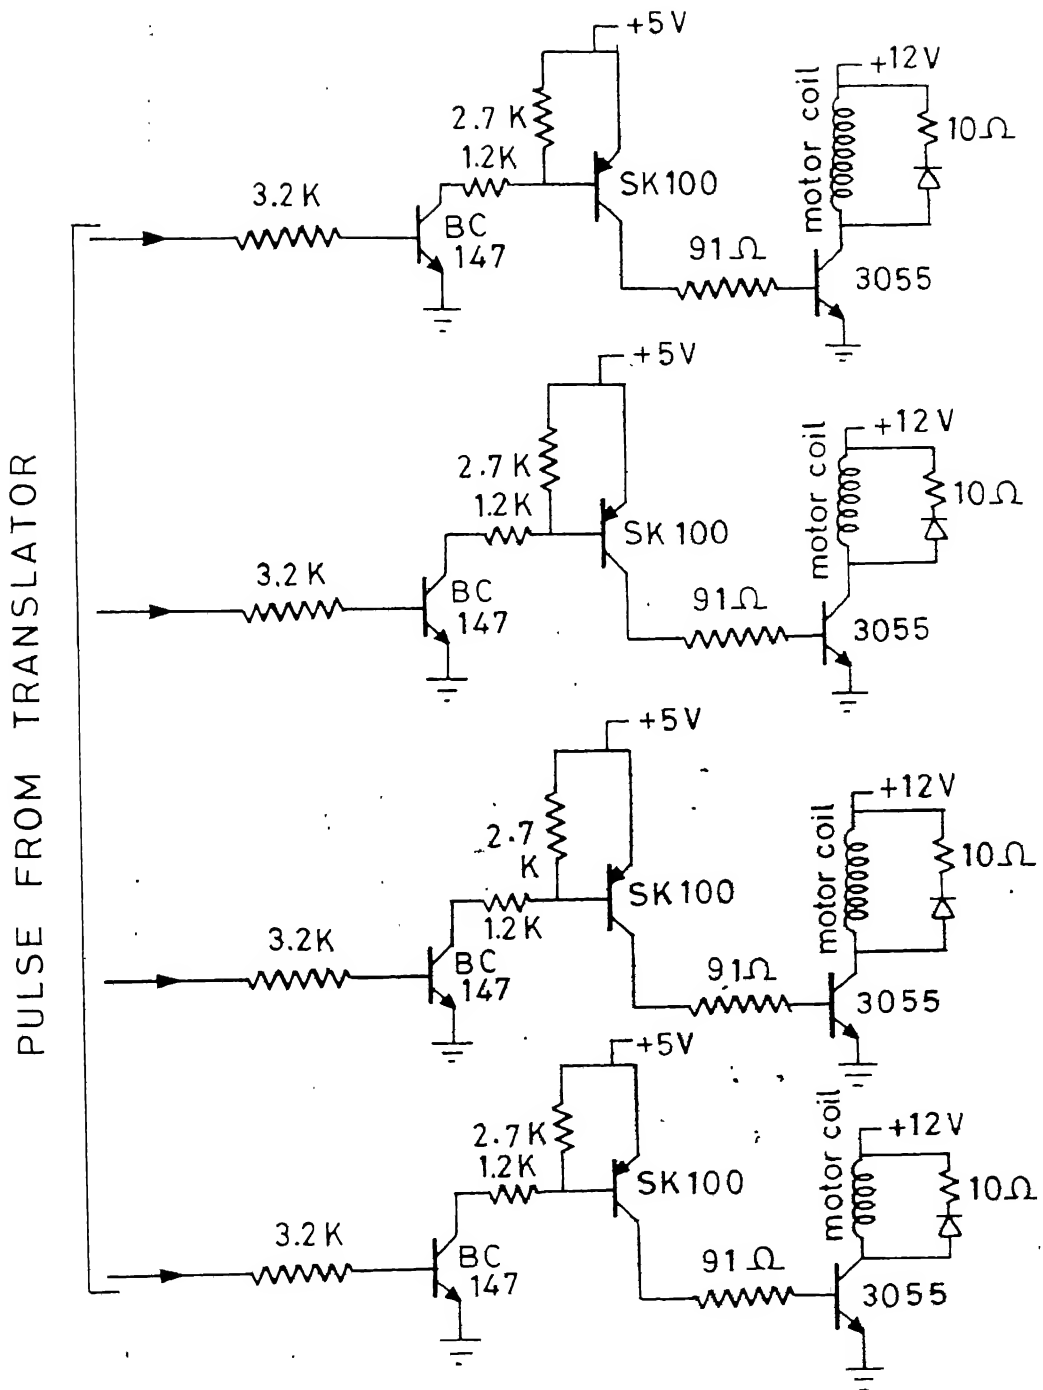 PULSE FROM TRANSLATOR
+5V
2.7 K
1.2K
SK100
3.2 K
BC
147
91Ω
3055
motor coil
+12V
10Ω
+5V
2.7 K
1.2K
SK 100
3.2 K
BC
147
91Ω
3055
motor coil
+12V
10Ω
+5V
2.7
K
1.2K
SK100
3.2K
BC
147
91Ω
3055
motor coil
+12V
10Ω
+5V
2.7K
1.2K
SK100
3.2K
BC
147
91Ω
3055
motor coil
+12V
10Ω